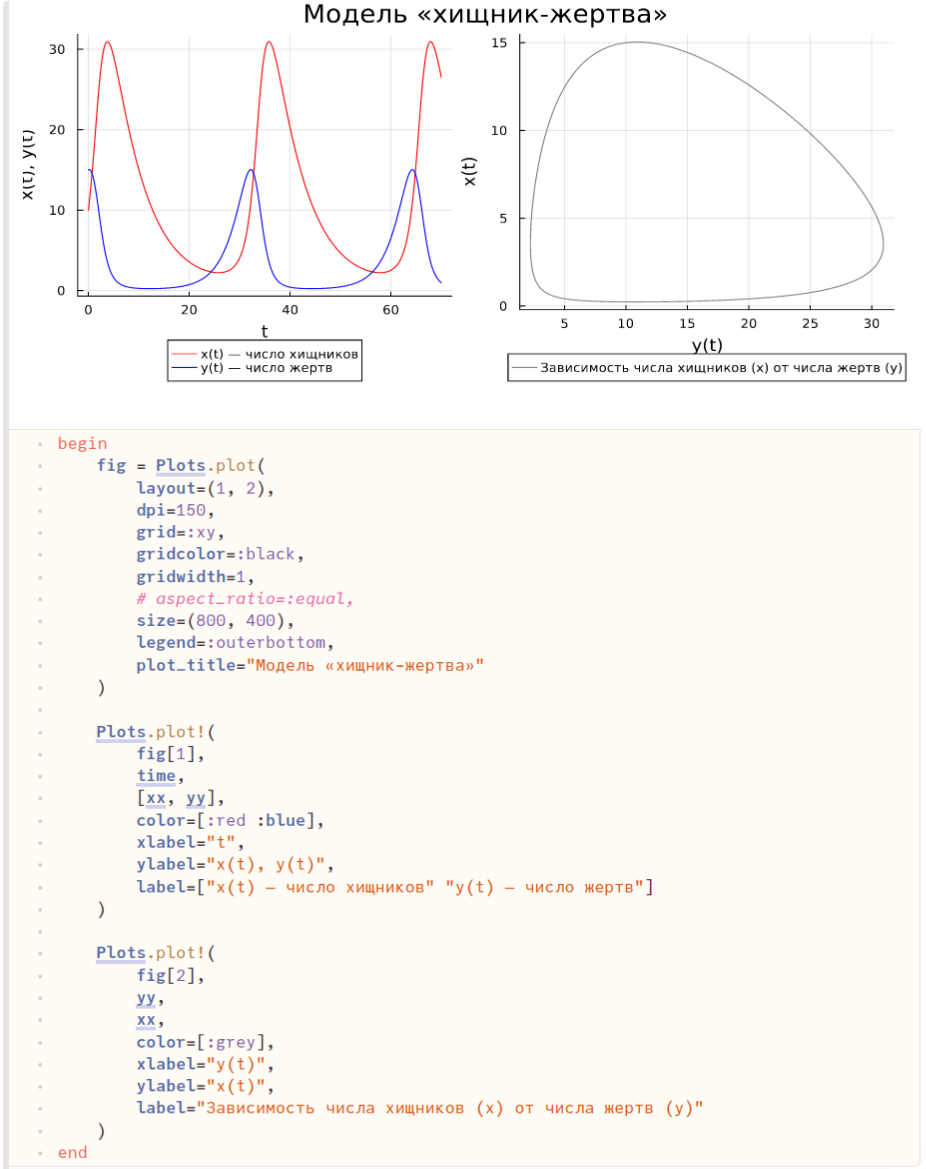 Модель «хищник-жертва»
30
20
10
0
x(t), y(t)
0 20 40 60
t
x(t) — число хищников
y(t) — число жертв
15
10
5
0
x(t)
5 10 15 20 25 30
y(t)
Зависимость числа хищников (x) от числа жертв (y)
begin
    fig = Plots.plot(
        layout=(1, 2),
        dpi=150,
        grid=:xy,
        gridcolor=:black,
        gridwidth=1,
        # aspect_ratio=:equal,
        size=(800, 400),
        legend=:outerbottom,
        plot_title="Модель «хищник-жертва»"
    )
    Plots.plot!(
        fig[1],
        time,
        [xx, yy],
        color=[:red :blue],
        xlabel="t",
        ylabel="x(t), y(t)",
        label=["x(t) — число хищников" "y(t) — число жертв"]
    )
    Plots.plot!(
        fig[2],
        yy,
        xx,
        color=[:grey],
        xlabel="y(t)",
        ylabel="x(t)",
        label="Зависимость числа хищников (x) от числа жертв (y)"
    )
end